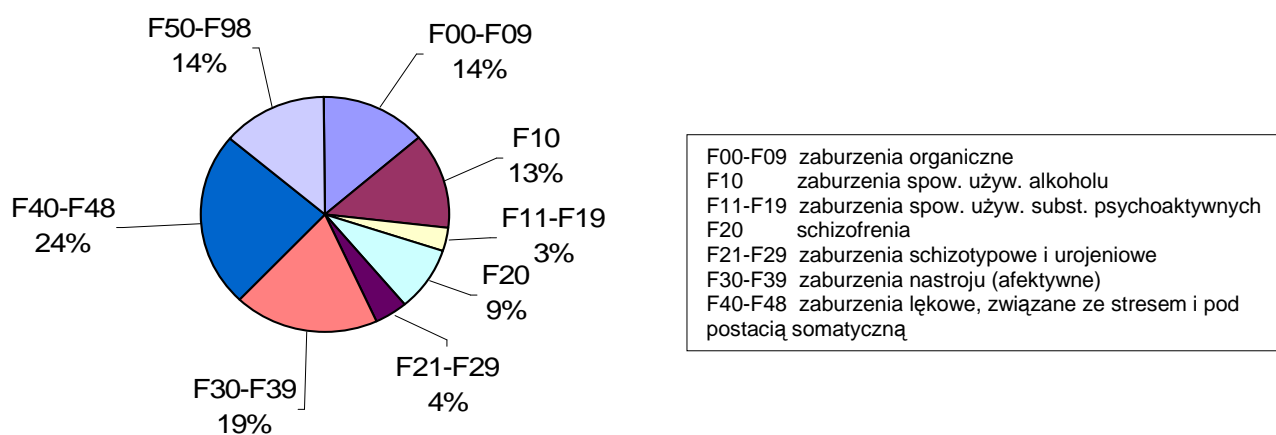 F50-F98
14%
F00-F09
14%
F10
13%
F11-F19
3%
F20
9%
F21-F29
4%
F30-F39
19%
F40-F48
24%
F00-F09 zaburzenia organiczne
F10 zaburzenia spow. używ. alkoholu
F11-F19 zaburzenia spow. używ. subst. psychoaktywnych
F20 schizofrenia
F21-F29 zaburzenia schizotypowe i urojeniowe
F30-F39 zaburzenia nastroju (afektywne)
F40-F48 zaburzenia lękowe, związane ze stresem i pod
postacią somatyczną